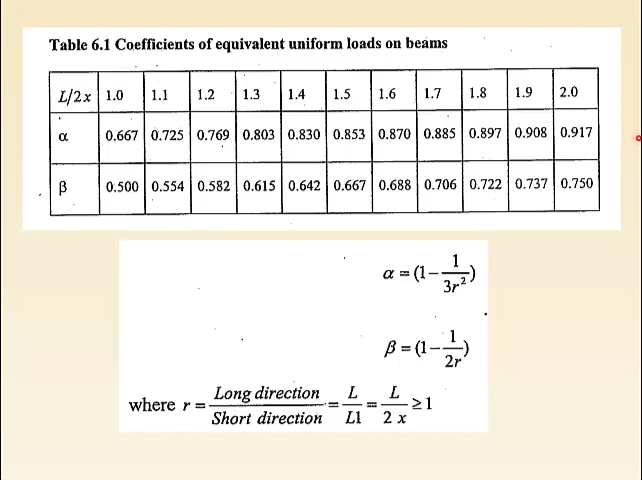 Table 6.1 Coefficients of equivalent uniform loads on beams
L/2x 1.0 1.1 1.2 1.3 1.4 1.5 1.6 1.7 1.8 1.9 2.0
α 0.667 0.725 0.769 0.803 0.830 0.853 0.870 0.885 0.897 0.908 0.917
β 0.500 0.554 0.582 0.615 0.642 0.667 0.688 0.706 0.722 0.737 0.750
α = (1 − 1/3r²)
β = (1 − 1/2r)
where r = Long direction / Short direction = L/L1 = L/2 x ≥ 1